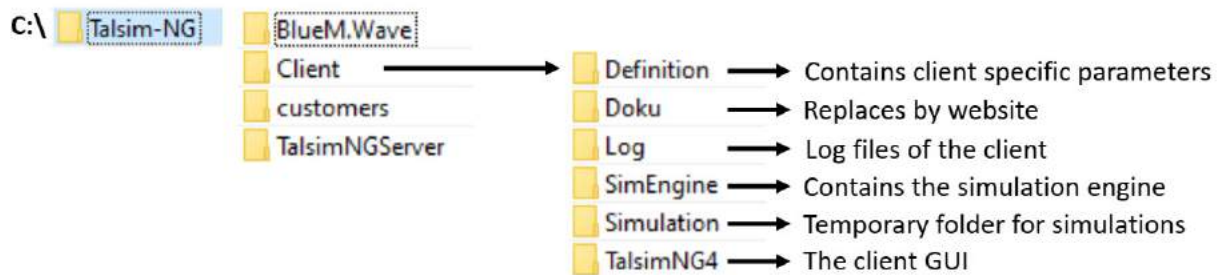 C:\ Talsim-NG BlueM.Wave
Client Definition Contains client specific parameters
customers Doku Replaces by website
TalsimNGServer Log Log files of the client
SimEngine Contains the simulation engine
Simulation Temporary folder for simulations
TalsimNG4 The client GUI